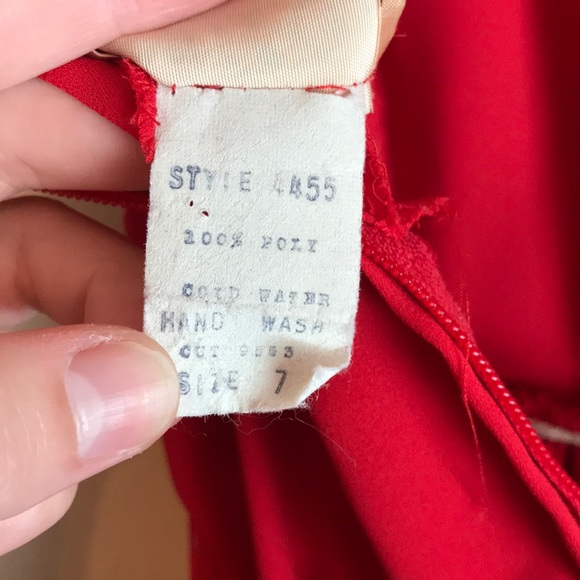 STYLE 4455
100% POLY
COLD WATER
HAND WASH
CUT 9563
SIZE 7